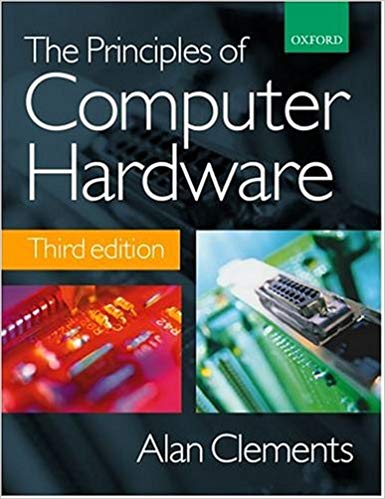 OXFORD
The Principles of
Computer
Hardware
Third edition
Alan Clements